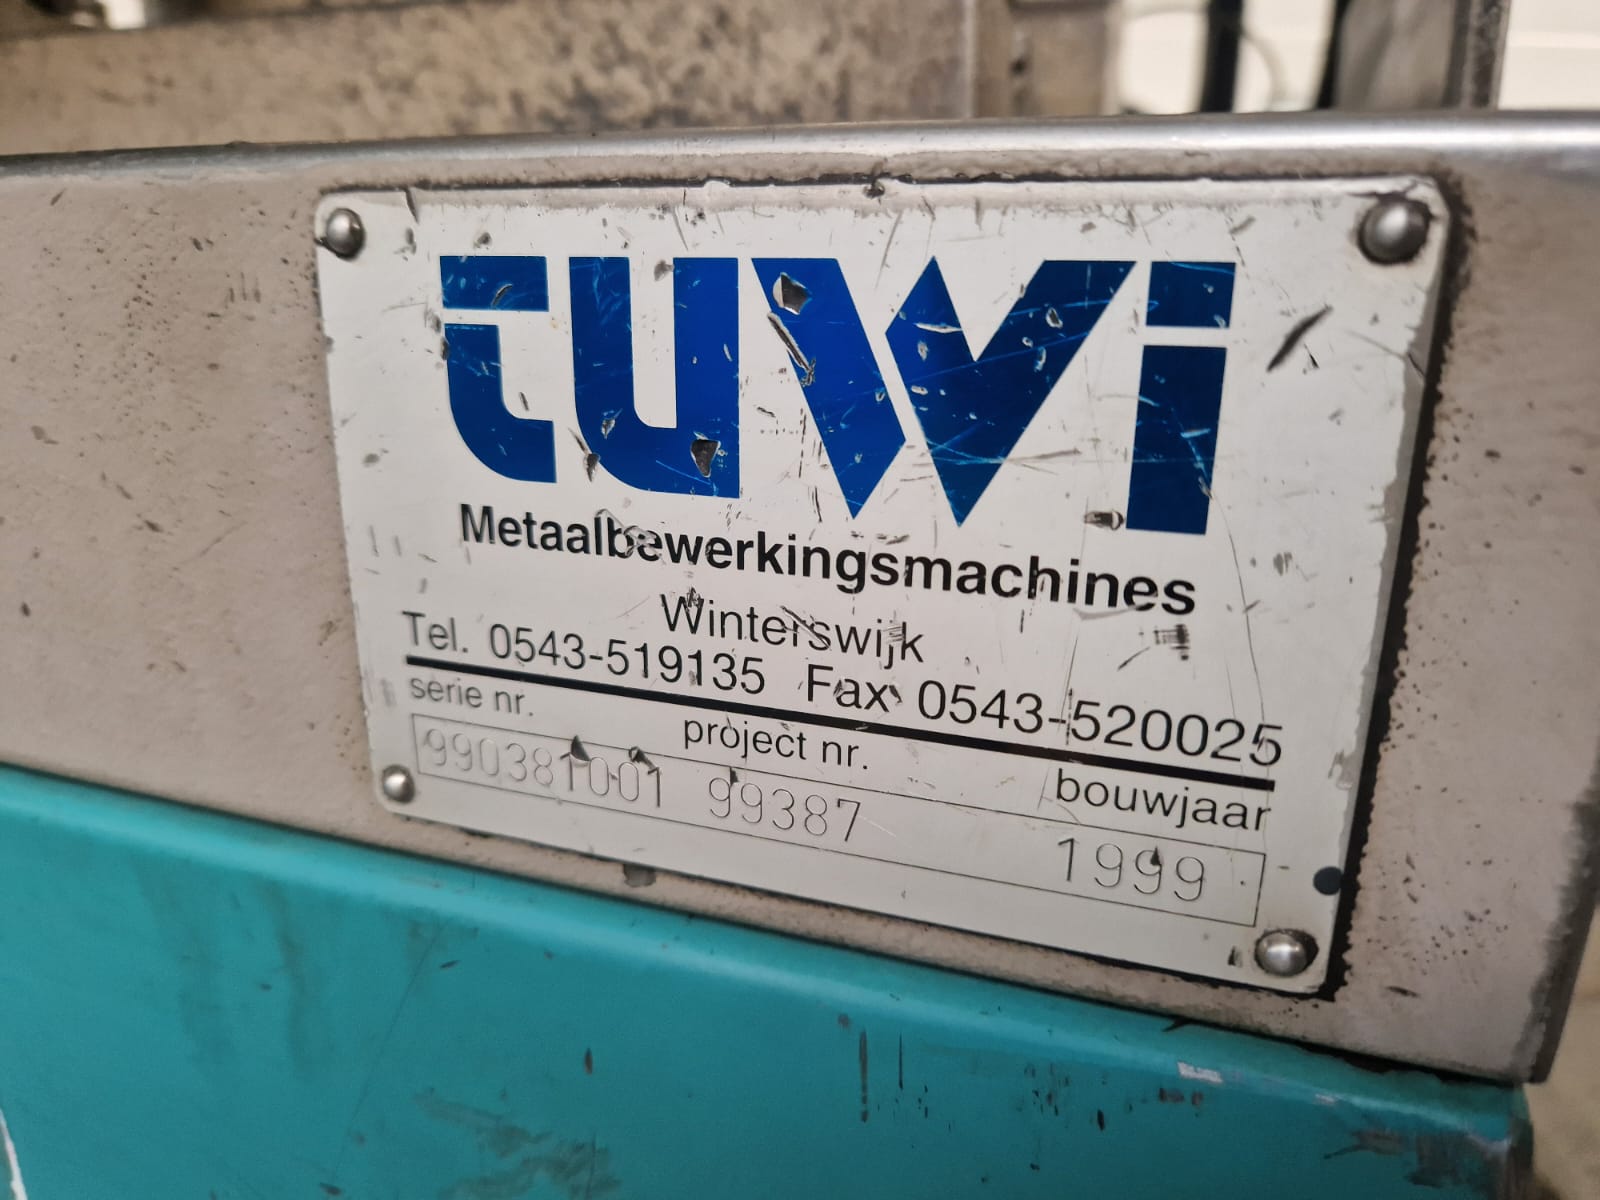 tuwi
Metaalbewerkingsmachines
Winterswijk
Tel. 0543-519135 Fax 0543-520025
serie nr. project nr. bouwjaar
990381001 99387 1999